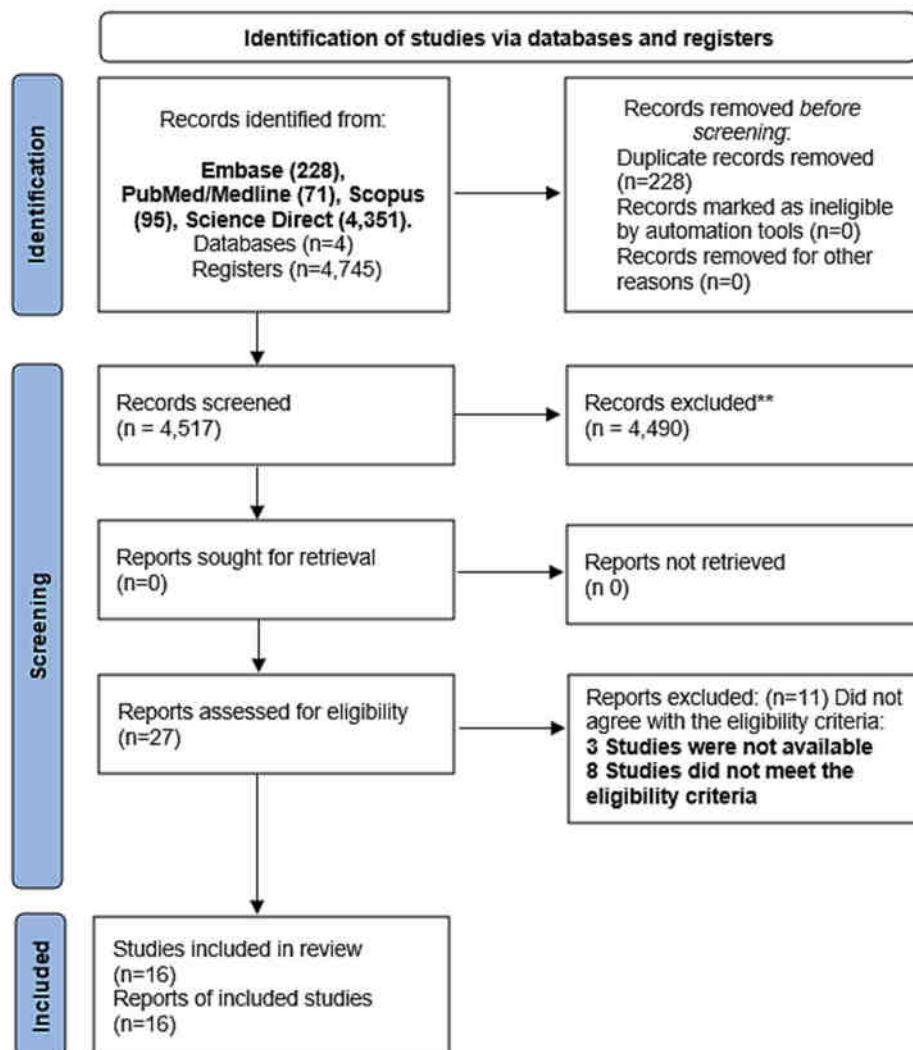 Identification of studies via databases and registers
Identification
Records identified from:
Embase (228),
PubMed/Medline (71), Scopus
(95), Science Direct (4,351).
Databases (n=4)
Registers (n=4,745)
Records removed before
screening:
Duplicate records removed
(n=228)
Records marked as ineligible
by automation tools (n=0)
Records removed for other
reasons (n=0)
Screening
Records screened
(n = 4,517)
Records excluded**
(n = 4,490)
Reports sought for retrieval
(n=0)
Reports not retrieved
(n 0)
Reports assessed for eligibility
(n=27)
Reports excluded: (n=11) Did not
agree with the eligibility criteria:
3 Studies were not available
8 Studies did not meet the
eligibility criteria
Included
Studies included in review
(n=16)
Reports of included studies
(n=16)